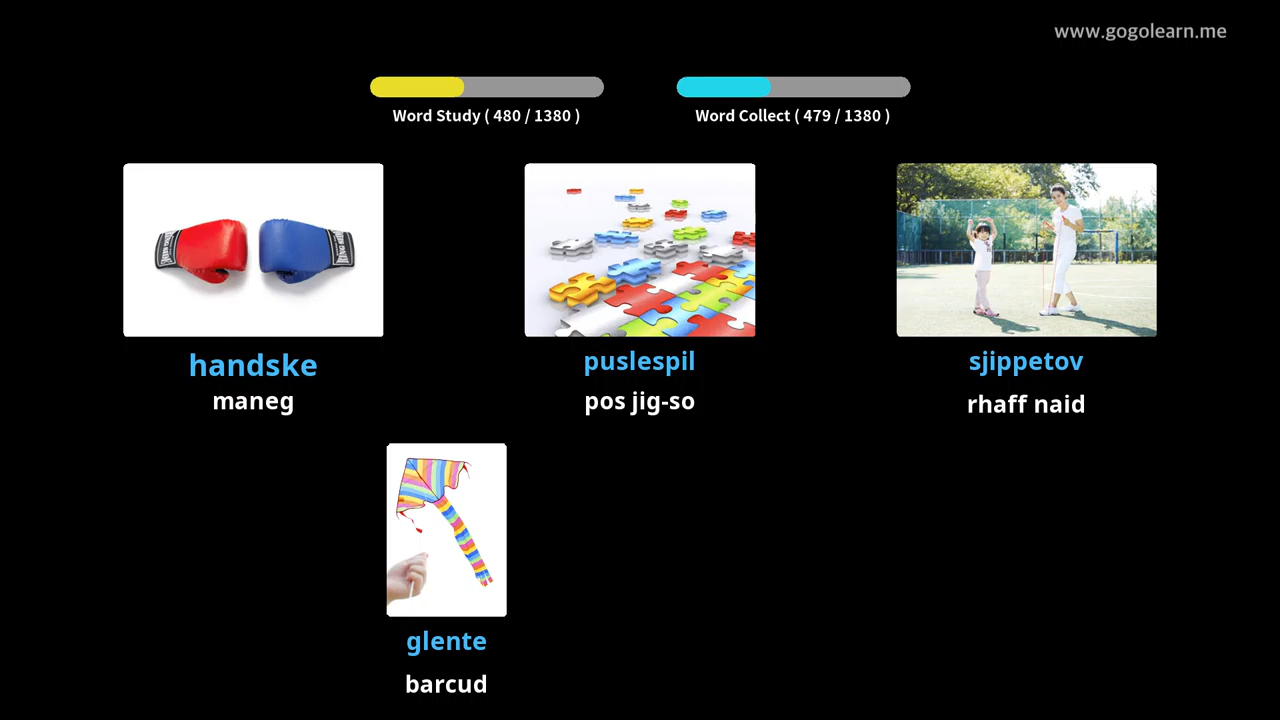 www.gogolearn.me
Word Study ( 480 / 1380 )
Word Collect ( 479 / 1380 )
handske
maneg
puslespil
pos jig-so
sjippetov
rhaff naid
glente
barcud